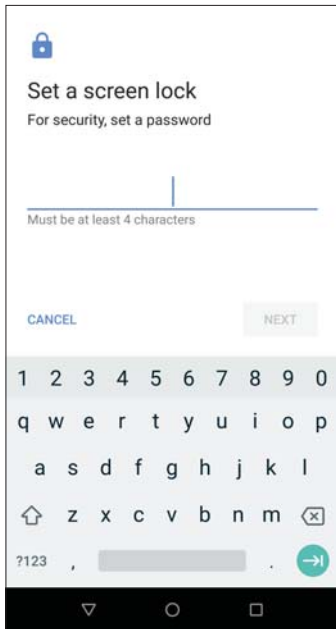 Set a screen lock
For security, set a password
Must be at least 4 characters
CANCEL NEXT
1 2 3 4 5 6 7 8 9 0
q w e r t y u i o p
a s d f g h j k l
z x c v b n m
?123 , .